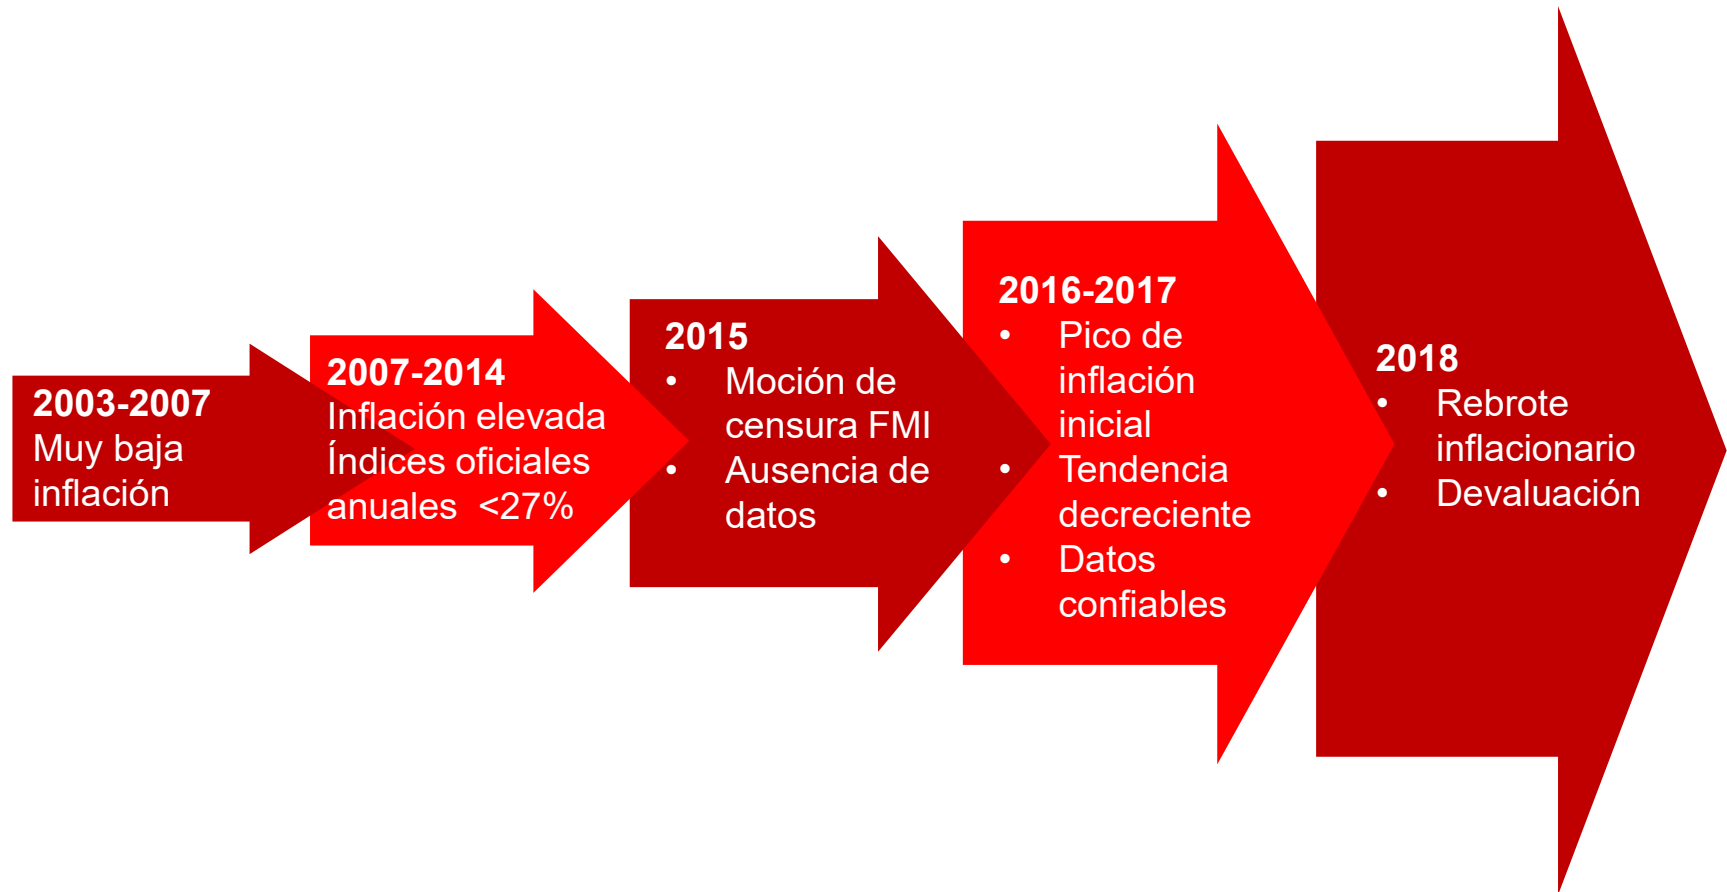 2003-2007
Muy baja
inflación
2007-2014
Inflación elevada
Índices oficiales
anuales  <27%
2015
• Moción de
censura FMI
• Ausencia de
datos
2016-2017
• Pico de
inflación
inicial
• Tendencia
decreciente
• Datos
confiables
2018
• Rebrote
inflacionario
• Devaluación